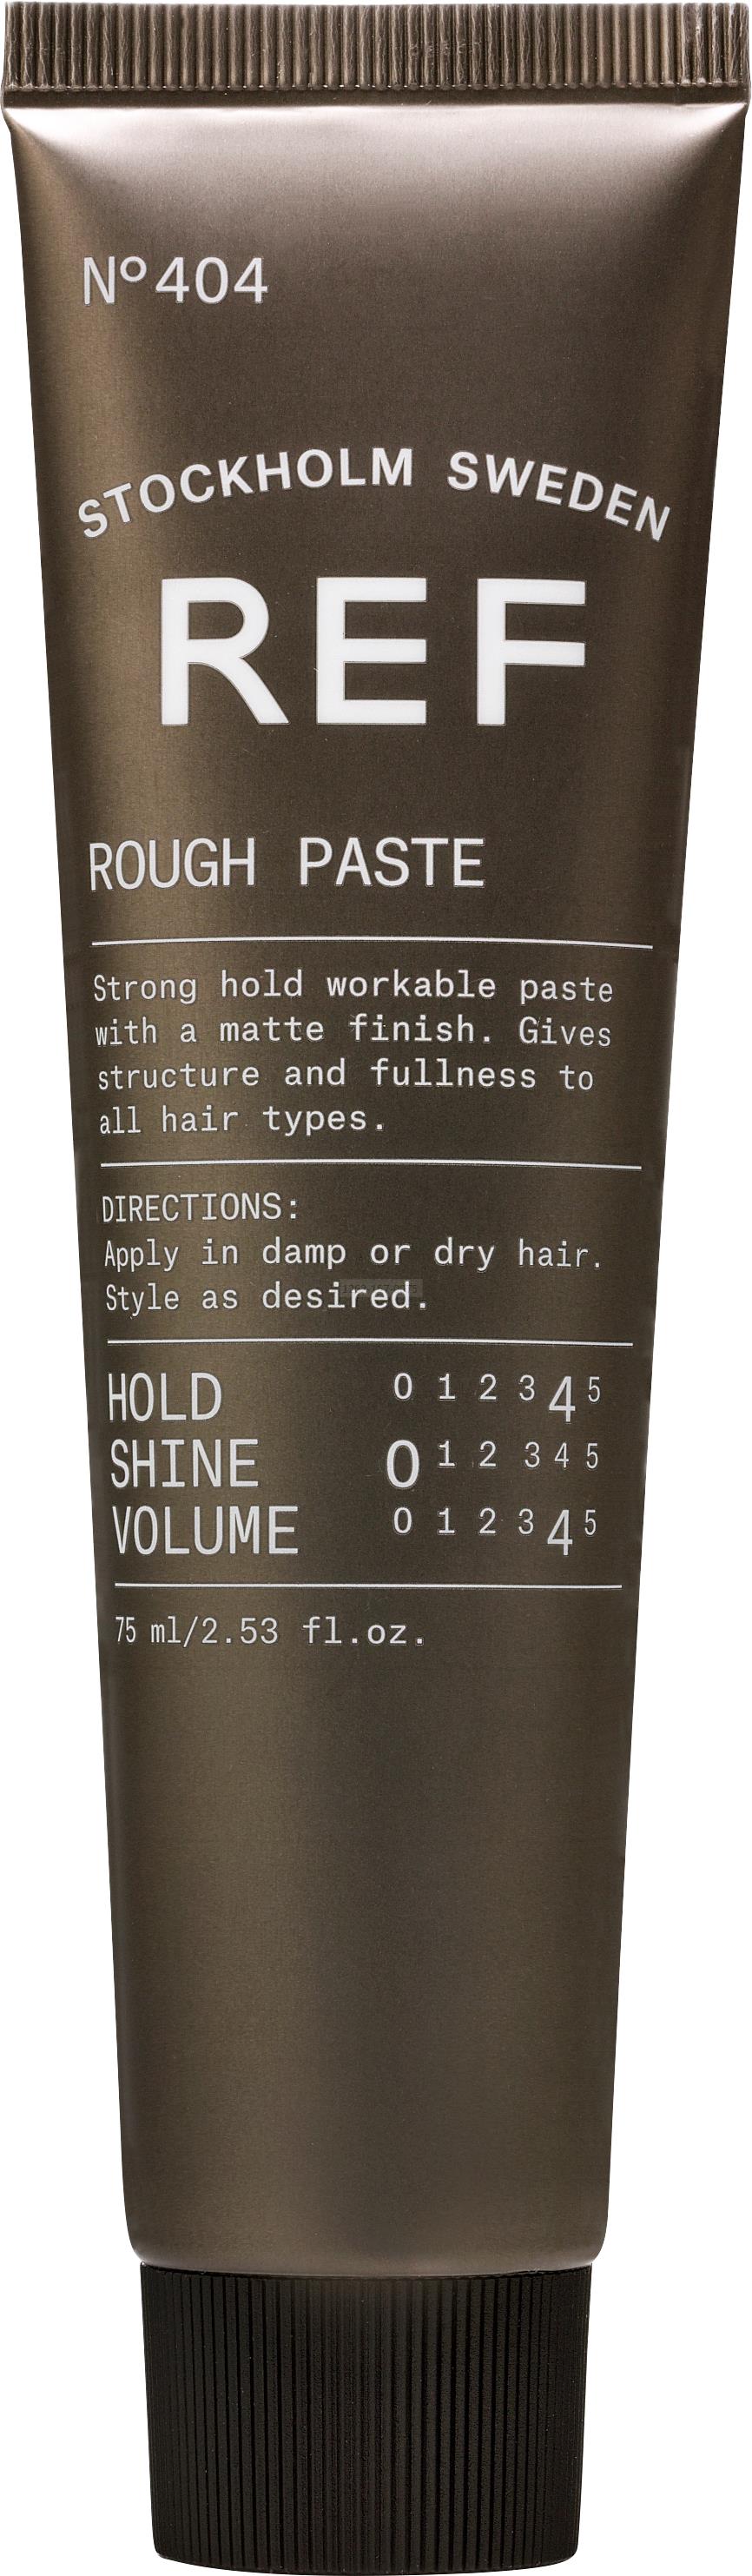 Nº404
STOCKHOLM SWEDEN
REF
ROUGH PASTE
Strong hold workable paste
with a matte finish. Gives
structure and fullness to
all hair types.
DIRECTIONS:
Apply in damp or dry hair.
Style as desired.
HOLD 0 1 2 3 4 5
SHINE 0 1 2 3 4 5
VOLUME 0 1 2 3 4 5
75 ml/2.53 fl.oz.